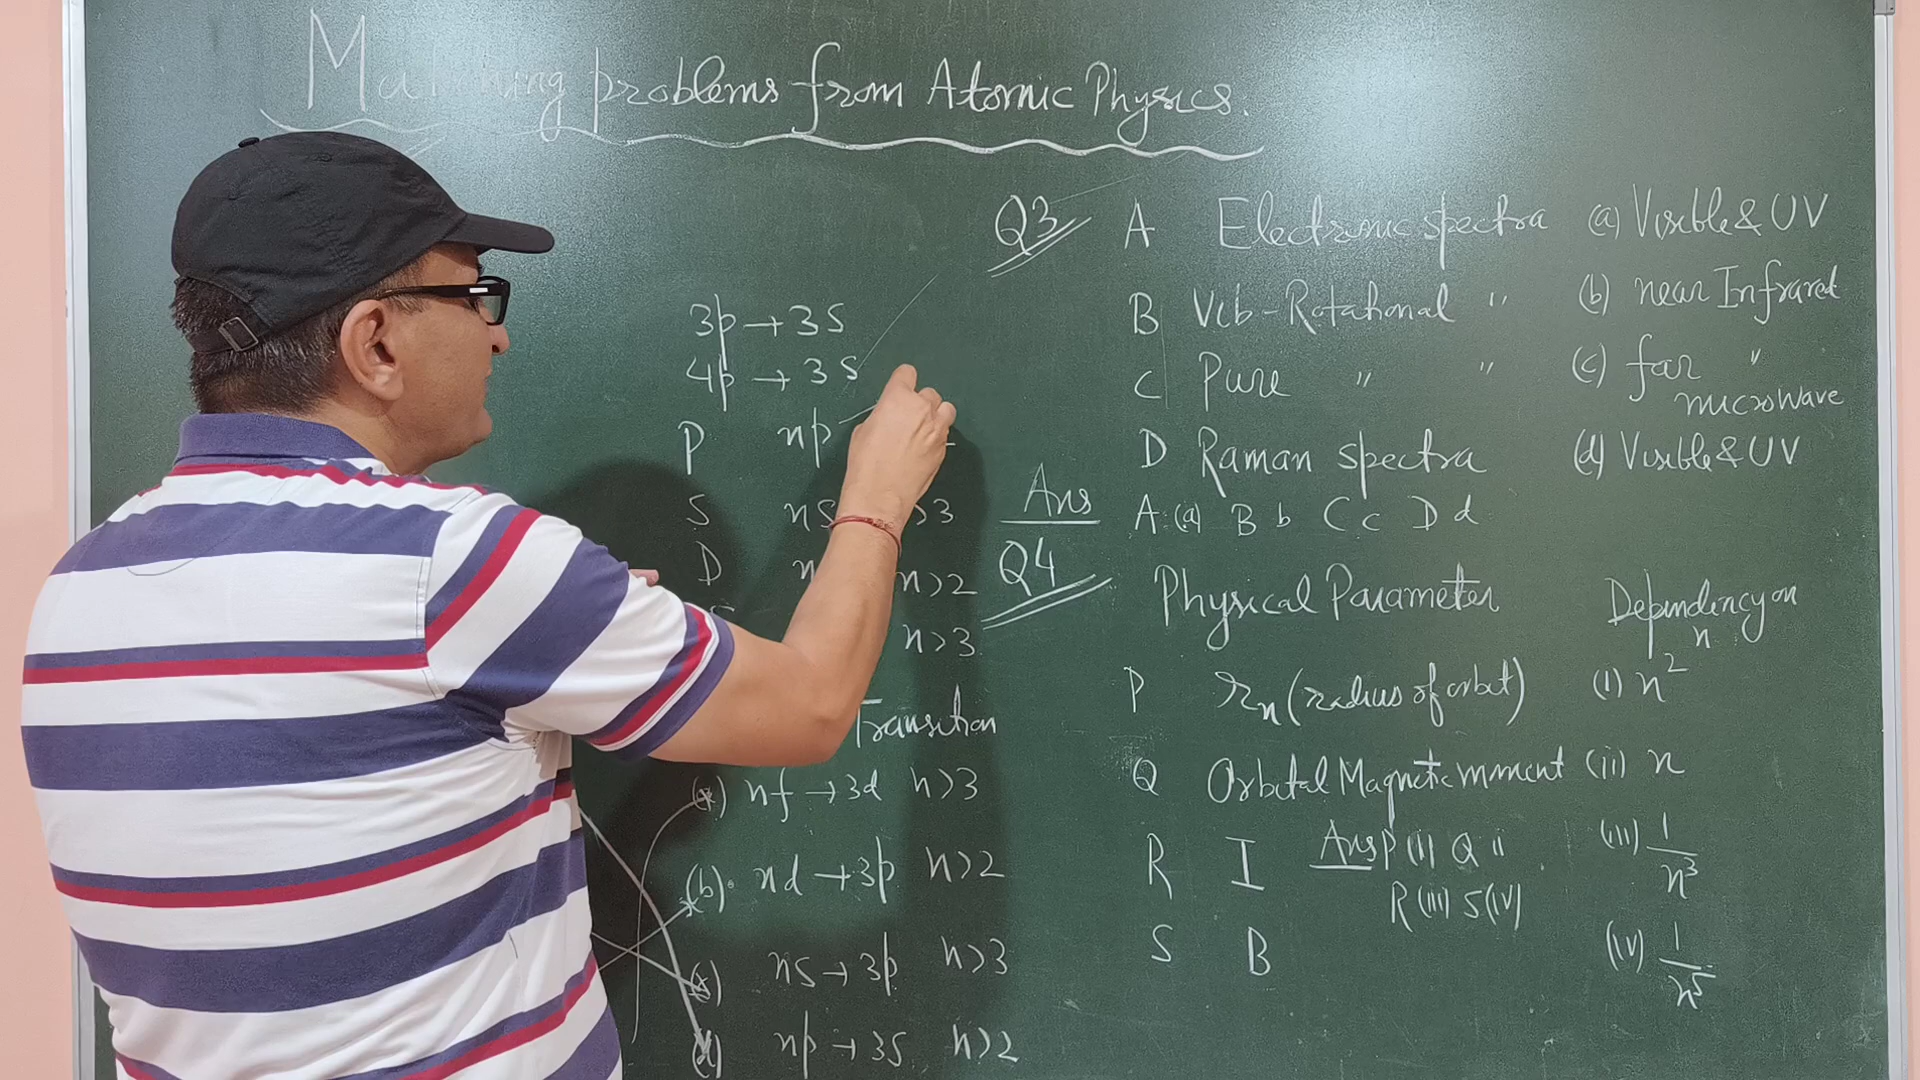 Matching problems from Atomic Physics.
3p → 3s
4p → 3s
P np
S ns >3
D n n>2
n>3
Transition
nf → 3d n>3
(b) nd → 3p n>2
ns → 3p n>3
(d) np → 3s n>2
Q3 A Electronic spectra (a) Visible & UV
B Vib-Rotational " (b) near Infrared
C Pure " " (c) far "
microwave
D Raman spectra (d) Visible & UV
Ans A (a) B b C c D d
Q4 Physical Parameter Dependency on
n
P rn (radius of orbit) (i) n²
Q Orbital Magnetic moment (ii) n
R I Ans P (i) Q ii (iii) 1/n³
R (iii) S (iv)
S B (iv) 1/n⁵